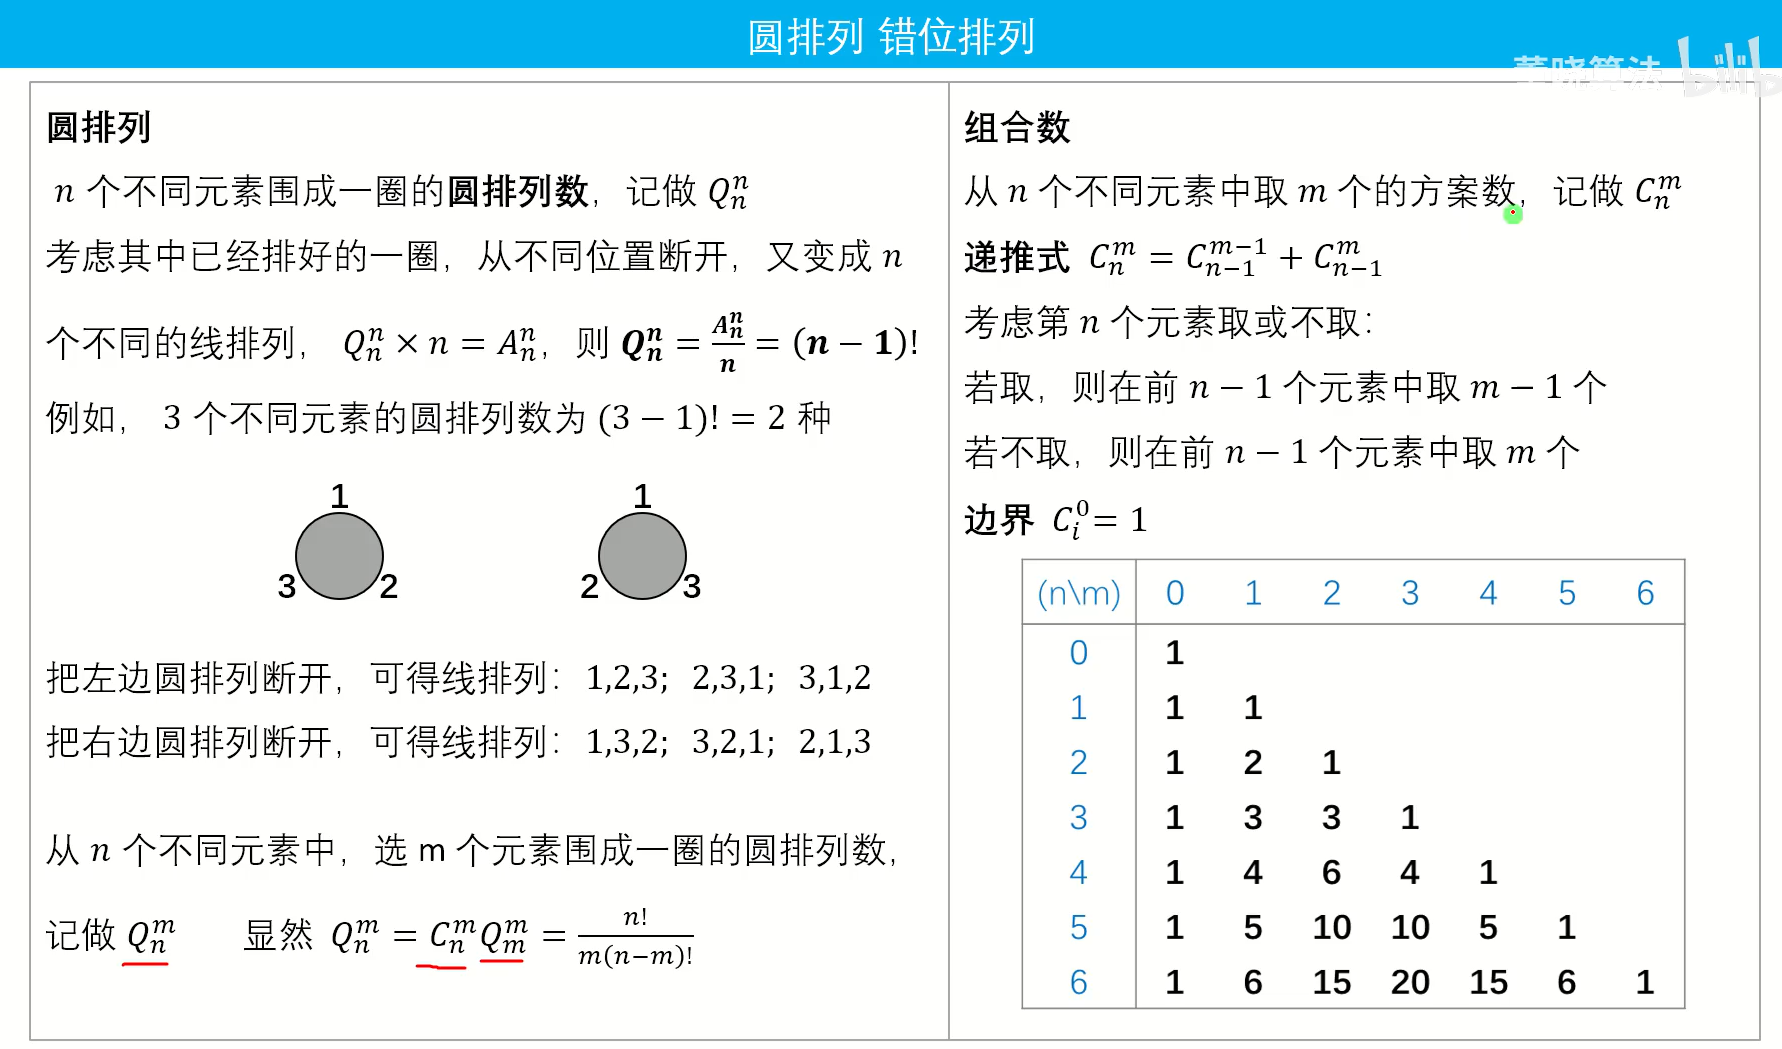 圆排列 错位排列
董晓算法 bilibili
圆排列
n 个不同元素围成一圈的圆排列数，记做 Q_n^n
考虑其中已经排好的一圈，从不同位置断开，又变成 n
个不同的线排列， Q_n^n × n = A_n^n，则 Q_n^n = A_n^n/n = (n − 1)!
例如， 3 个不同元素的圆排列数为 (3 − 1)! = 2 种
1 1
3 2 2 3
把左边圆排列断开，可得线排列：1,2,3; 2,3,1; 3,1,2
把右边圆排列断开，可得线排列：1,3,2; 3,2,1; 2,1,3
从 n 个不同元素中，选 m 个元素围成一圈的圆排列数，
记做 Q_n^m 显然 Q_n^m = C_n^m Q_m^m = n!/m(n−m)!
组合数
从 n 个不同元素中取 m 个的方案数，记做 C_n^m
递推式 C_n^m = C_{n−1}^{m−1} + C_{n−1}^m
考虑第 n 个元素取或不取：
若取，则在前 n − 1 个元素中取 m − 1 个
若不取，则在前 n − 1 个元素中取 m 个
边界 C_i^0 = 1
(n\m) 0 1 2 3 4 5 6
0 1
1 1 1
2 1 2 1
3 1 3 3 1
4 1 4 6 4 1
5 1 5 10 10 5 1
6 1 6 15 20 15 6 1